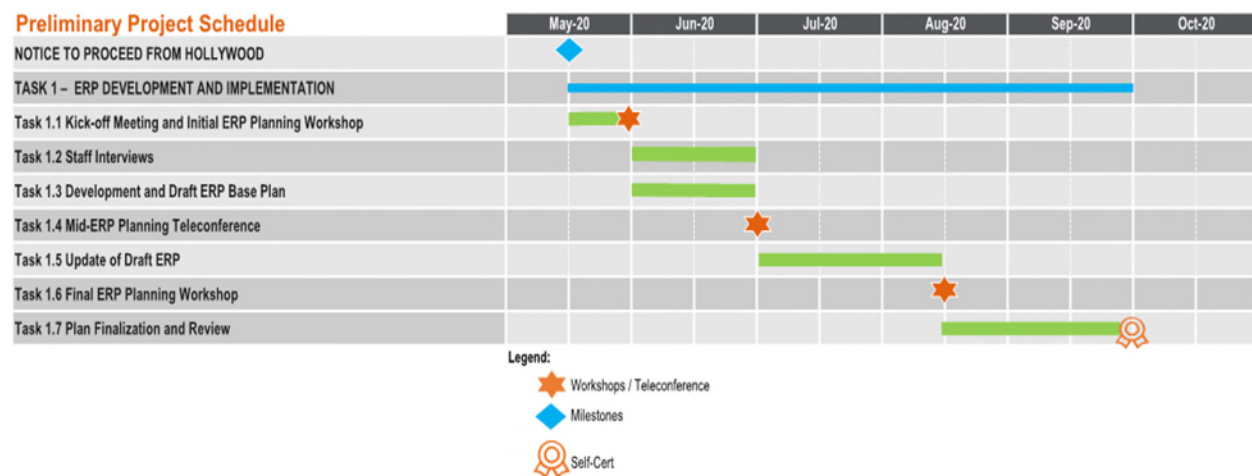 Preliminary Project Schedule
May-20 Jun-20 Jul-20 Aug-20 Sep-20 Oct-20
NOTICE TO PROCEED FROM HOLLYWOOD
TASK 1 – ERP DEVELOPMENT AND IMPLEMENTATION
Task 1.1 Kick-off Meeting and Initial ERP Planning Workshop
Task 1.2 Staff Interviews
Task 1.3 Development and Draft ERP Base Plan
Task 1.4 Mid-ERP Planning Teleconference
Task 1.5 Update of Draft ERP
Task 1.6 Final ERP Planning Workshop
Task 1.7 Plan Finalization and Review
Legend:
Workshops / Teleconference
Milestones
Self-Cert